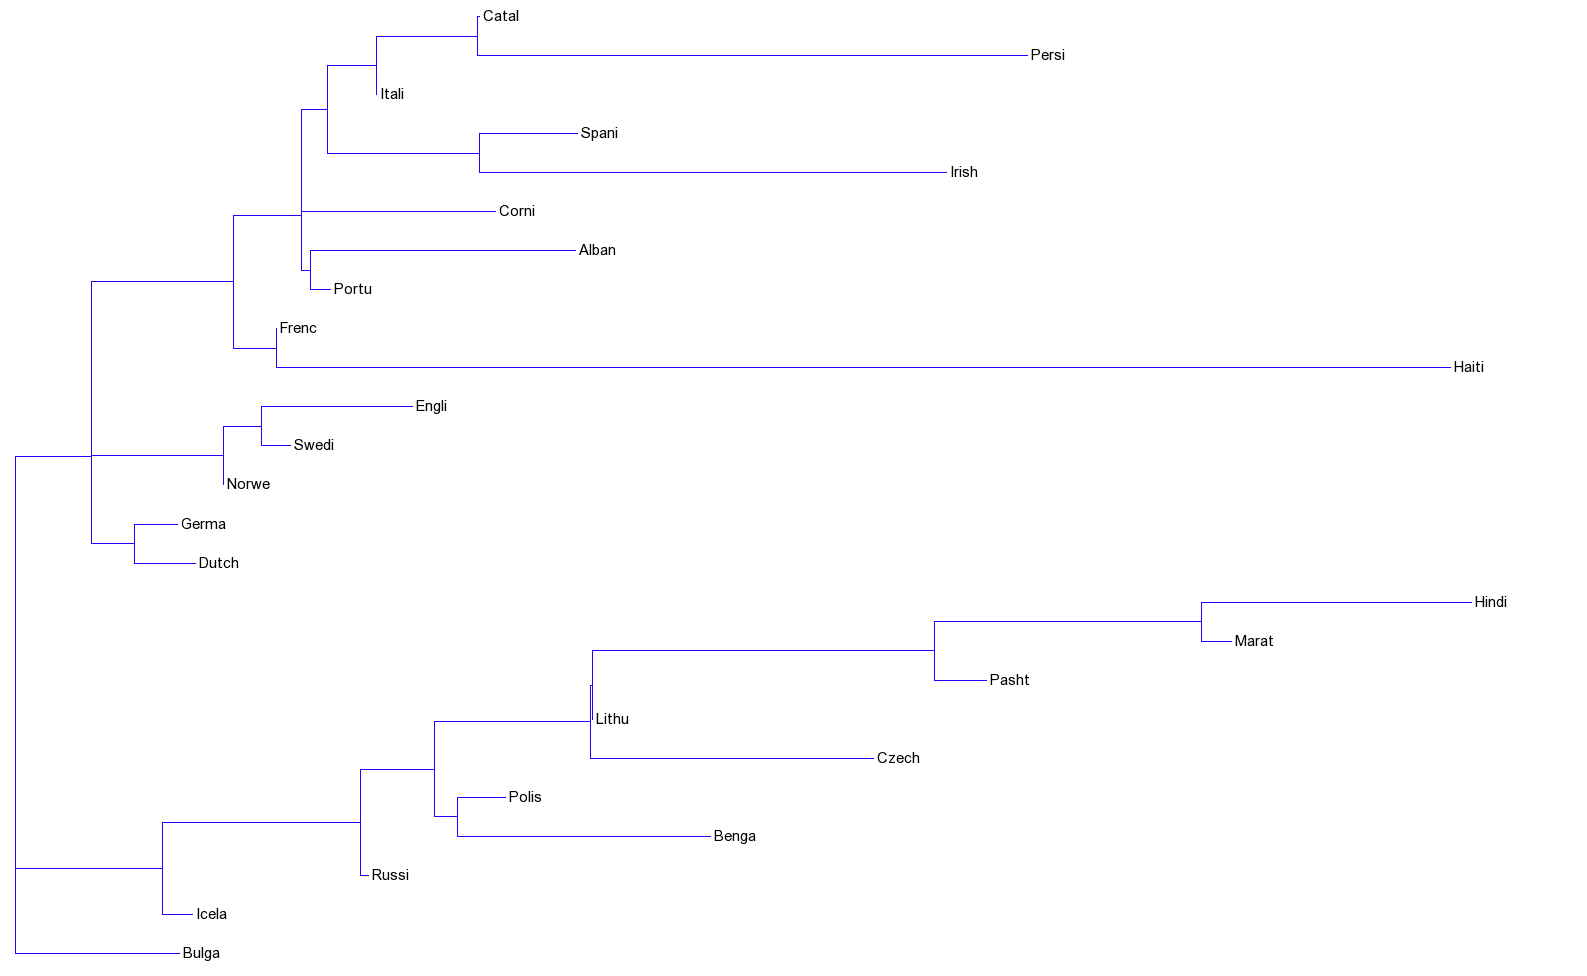 Catal
Persi
Itali
Spani
Irish
Corni
Alban
Portu
Frenc
Haiti
Engli
Swedi
Norwe
Germa
Dutch
Hindi
Marat
Pasht
Lithu
Czech
Polis
Benga
Russi
Icela
Bulga